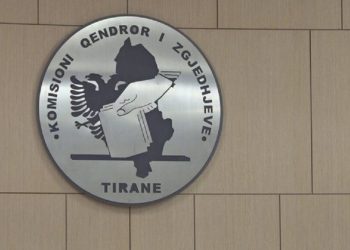 • KOMISIONI QENDROR I ZGJEDHJEVE •
TIRANE